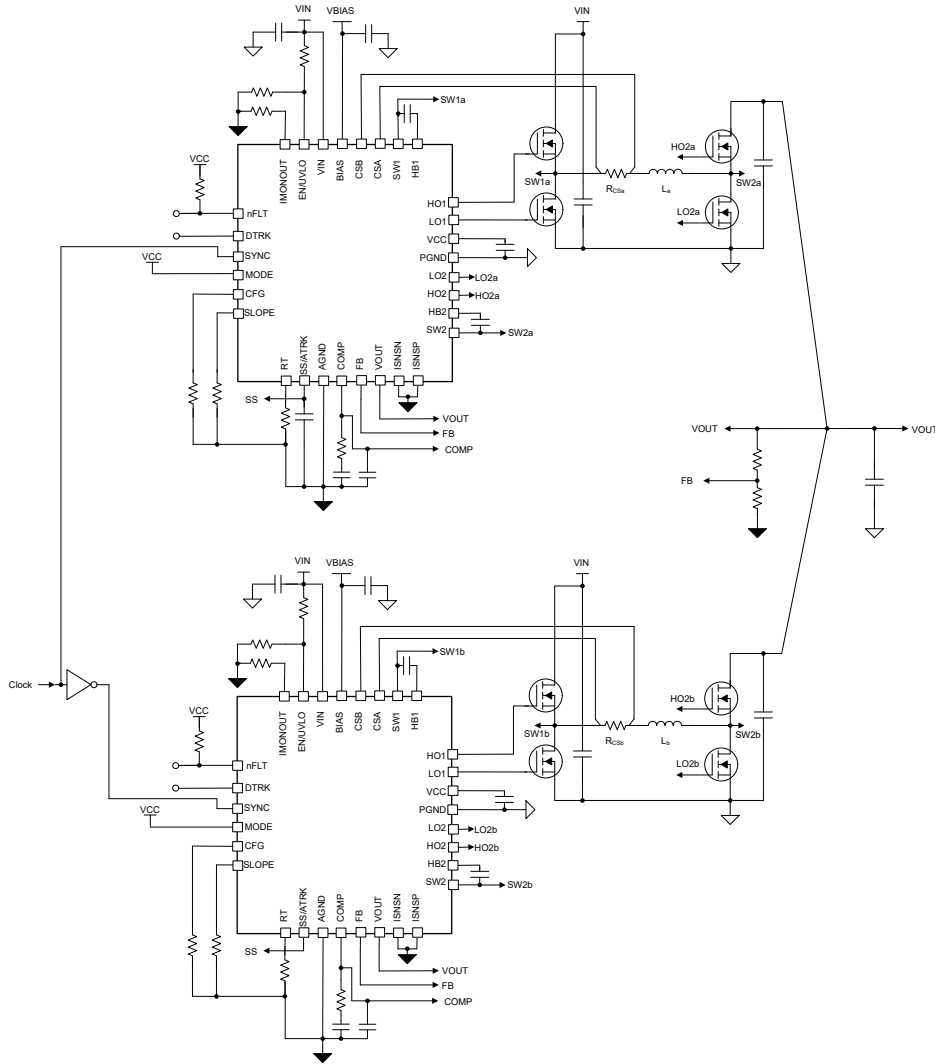 VIN
VBIAS
VIN
SW1a
IMONOUT
EN/UVLO
VIN
BIAS
CSB
CSA
SW1
HB1
VCC
nFLT
DTRK
SYNC
VCC
MODE
CFG
SLOPE
HO1
LO1
VCC
PGND
LO2
LO2a
HO2
HO2a
HB2
SW2
SW2a
RT
SS/ATRK
AGND
COMP
FB
VOUT
ISNSN
ISNSP
SS
VOUT
FB
COMP
SW1a
RCSa
La
HO2a
SW2a
LO2a
VOUT
VOUT
FB
VIN
VBIAS
VIN
SW1b
Clock
IMONOUT
EN/UVLO
VIN
BIAS
CSB
CSA
SW1
HB1
VCC
nFLT
DTRK
SYNC
VCC
MODE
CFG
SLOPE
HO1
LO1
VCC
PGND
LO2
LO2b
HO2
HO2b
HB2
SW2
SW2b
RT
SS/ATRK
AGND
COMP
FB
VOUT
ISNSN
ISNSP
SS
VOUT
FB
COMP
SW1b
RCSb
Lb
HO2b
SW2b
LO2b